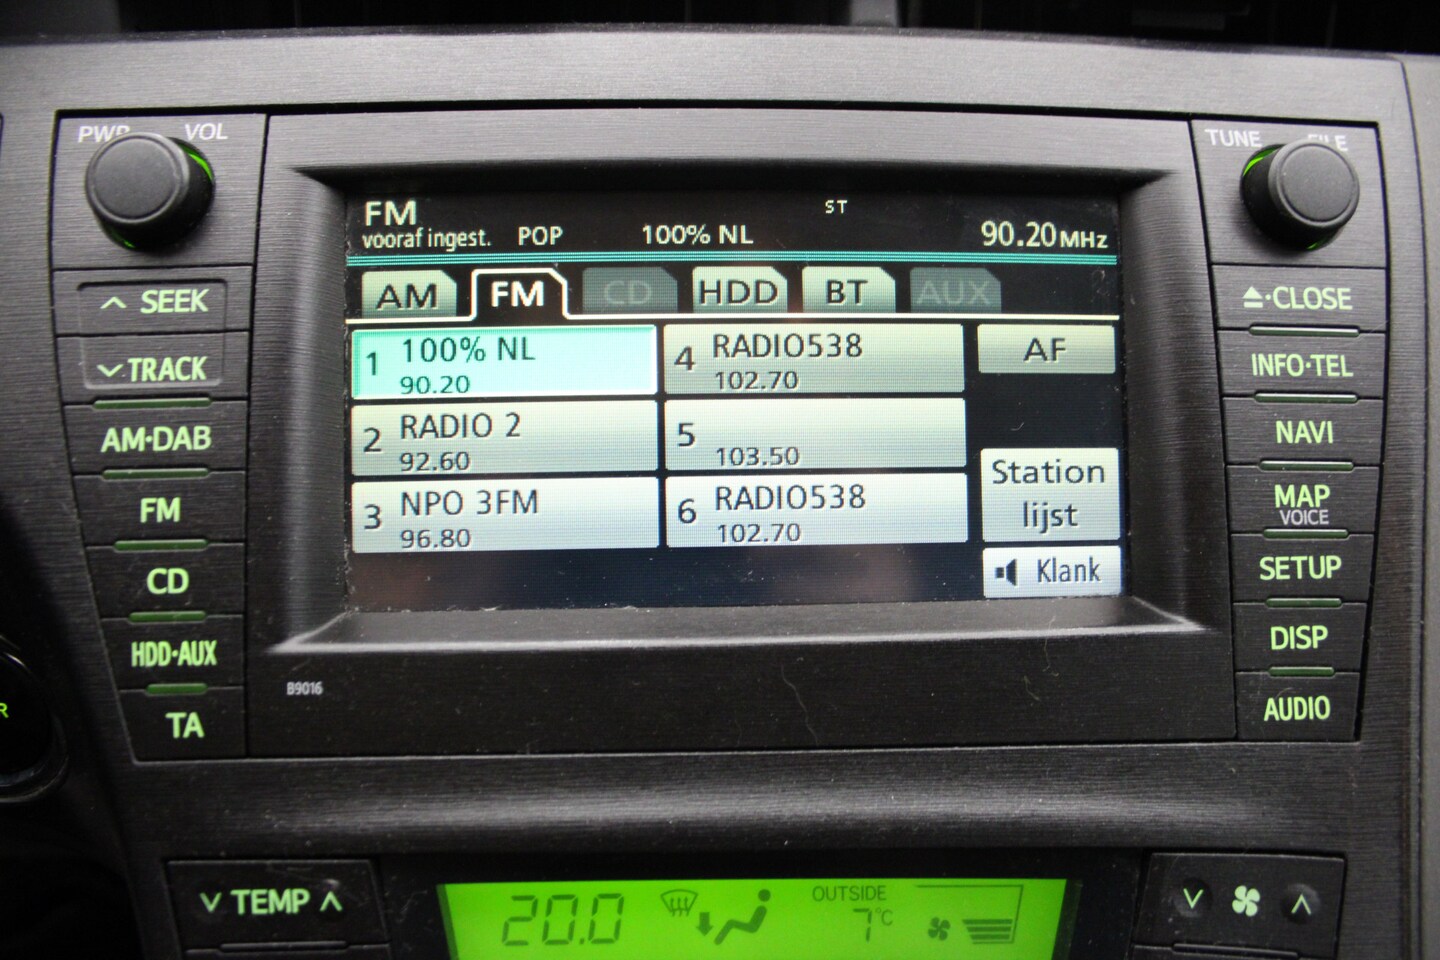 PWR VOL
TUNE FILE
SEEK
TRACK
AM·DAB
FM
CD
HDD·AUX
TA
FM
vooraf ingest. POP 100% NL ST 90.20 MHz
AM FM CD HDD BT AUX
1 100% NL
90.20
2 RADIO 2
92.60
3 NPO 3FM
96.80
4 RADIO538
102.70
5
103.50
6 RADIO538
102.70
AF
Station
lijst
Klank
CLOSE
INFO·TEL
NAVI
MAP
VOICE
SETUP
DISP
AUDIO
B9016
R
TEMP
20.0
OUTSIDE
7°C